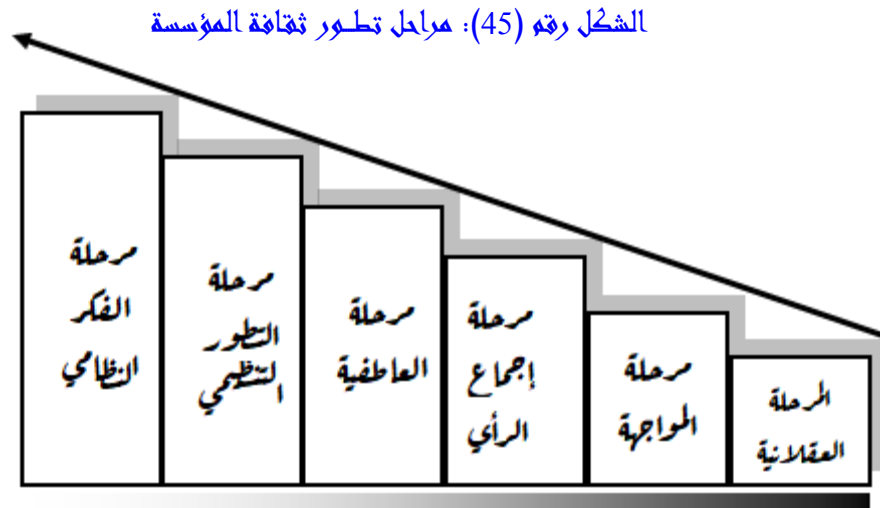 الشكل رقم (45): مراحل تطـور ثقافة المؤسسة
المرحلة
العقلانية
مرحلة
المواجهة
مرحلة
إجماع
الرأي
مرحلة
العاطفية
مرحلة
التطور
التنظيمي
مرحلة
الفكر
النظامي